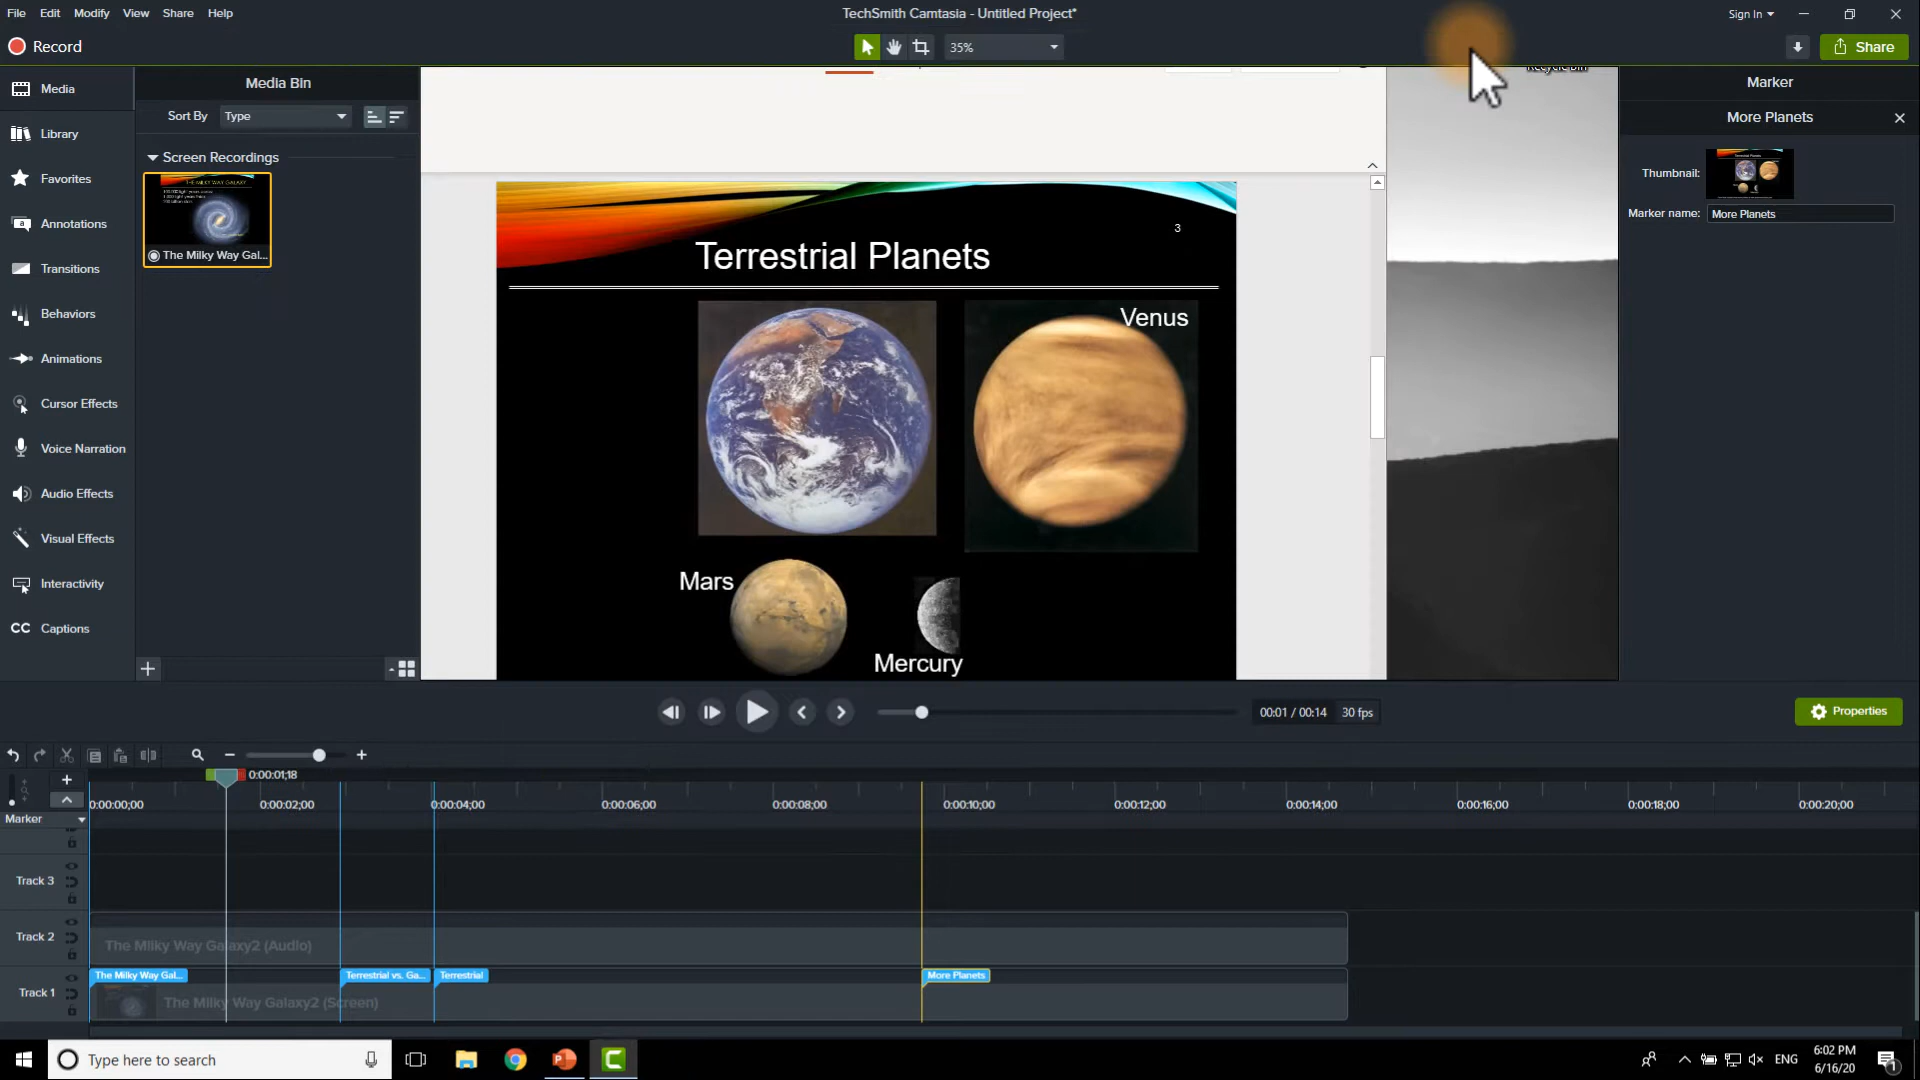 File Edit Modify View Share Help
TechSmith Camtasia - Untitled Project*
Sign In
Record
35%
Share
Media
Library
Favorites
Annotations
Transitions
Behaviors
Animations
Cursor Effects
Voice Narration
Audio Effects
Visual Effects
Interactivity
CC Captions
Media Bin
Sort By Type
Screen Recordings
The Milky Way Gal...
THE MILKY WAY GALAXY
Recycle Bin
3
Terrestrial Planets
Venus
Mars
Mercury
Marker
More Planets
Thumbnail:
Marker name: More Planets
00:01 / 00:14 30 fps
Properties
0:00:01;18
0:00:00;00 0:00:02;00 0:00:04;00 0:00:06;00 0:00:08;00 0:00:10;00 0:00:12;00 0:00:14;00 0:00:16;00 0:00:18;00 0:00:20;00
Marker
Track 3
Track 2
The Milky Way Galaxy2 (Audio)
The Milky Way Gal... Terrestrial vs. Ga... Terrestrial More Planets
Track 1
The Milky Way Galaxy2 (Screen)
Type here to search
ENG
6:02 PM
6/16/20
1